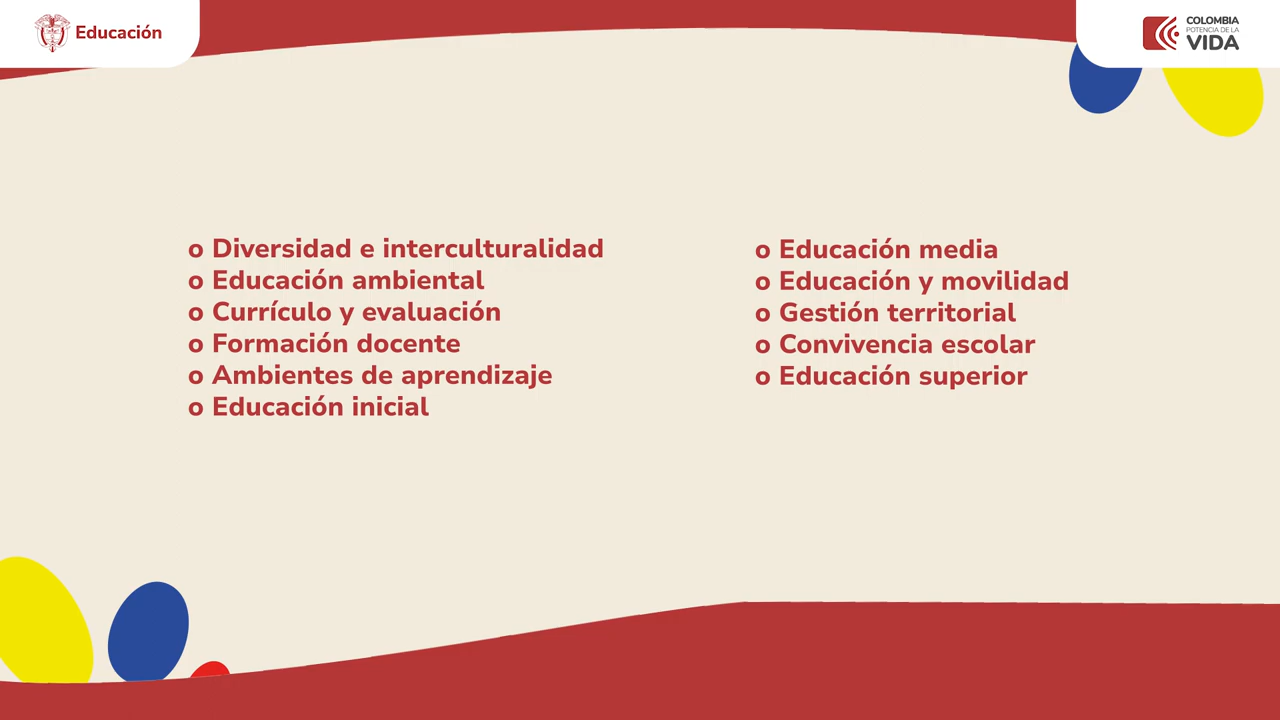 Educación
COLOMBIA
POTENCIA DE LA
VIDA
o Diversidad e interculturalidad
o Educación ambiental
o Currículo y evaluación
o Formación docente
o Ambientes de aprendizaje
o Educación inicial
o Educación media
o Educación y movilidad
o Gestión territorial
o Convivencia escolar
o Educación superior